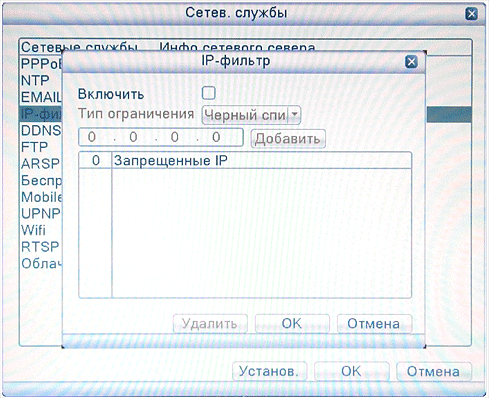 Сетев. службы
Сетевые службы Инфо сетевого севера
IP-фильтр
PPPoE
NTP
Включить
EMAIL
Тип ограничения Черный спи
IP-фи
0 . 0 . 0 . 0 Добавить
DDNS
FTP
0 Запрещенные IP
ARSP
Беспр
Mobile
UPNP
Wifi
RTSP
Облач
Удалить OK Отмена
Установ. OK Отмена